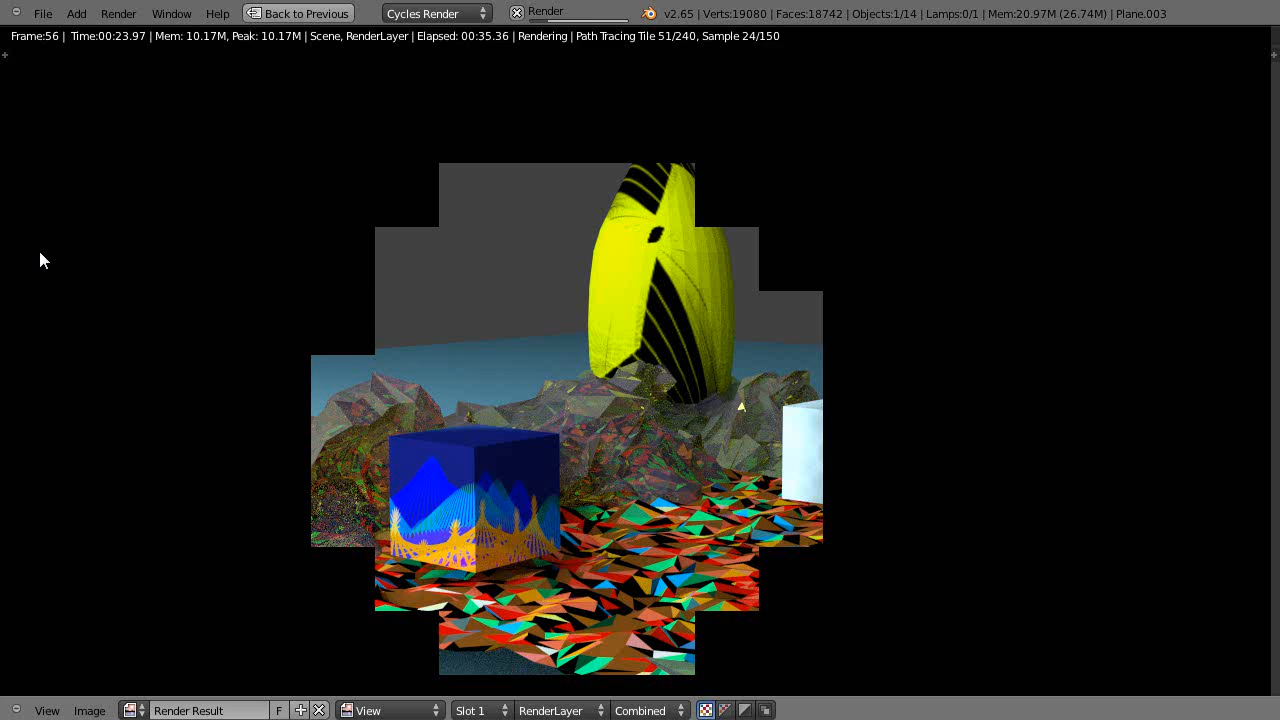 File Add Render Window Help Back to Previous Cycles Render Render v2.65 | Verts:19080 | Faces:18742 | Objects:1/14 | Lamps:0/1 | Mem:20.97M (26.74M) | Plane.003
Frame:56 | Time:00:23.97 | Mem: 10.17M, Peak: 10.17M | Scene, RenderLayer | Elapsed: 00:35.36 | Rendering | Path Tracing Tile 51/240, Sample 24/150
View Image Render Result F View Slot 1 RenderLayer Combined